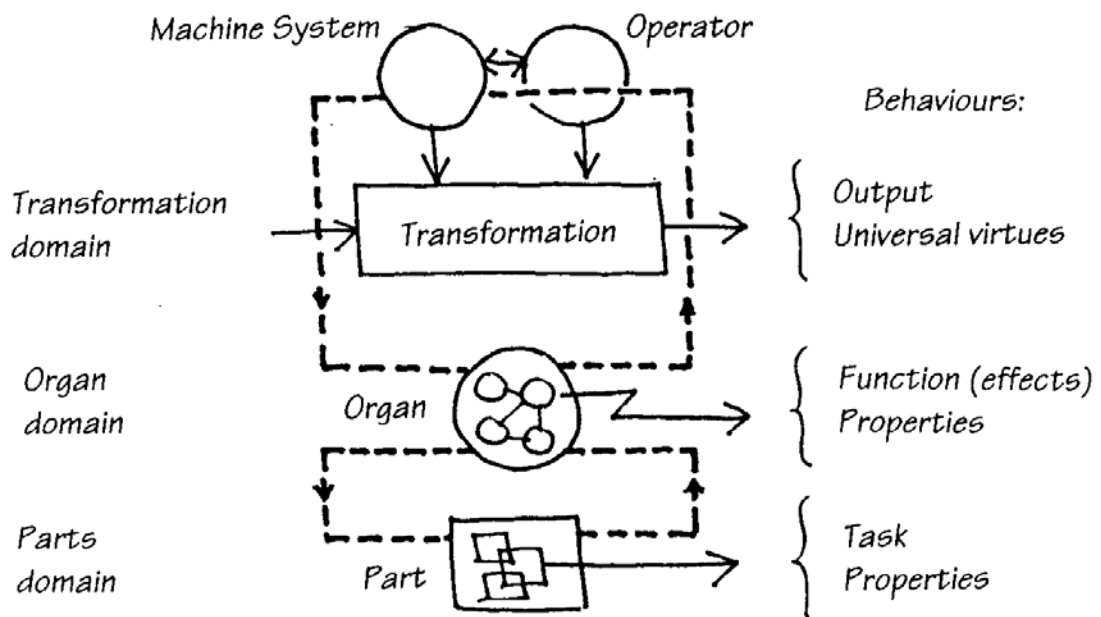 Machine System
Operator
Behaviours:
Transformation
domain
Transformation
Output
Universal virtues
Organ
domain
Organ
Function (effects)
Properties
Parts
domain
Part
Task
Properties